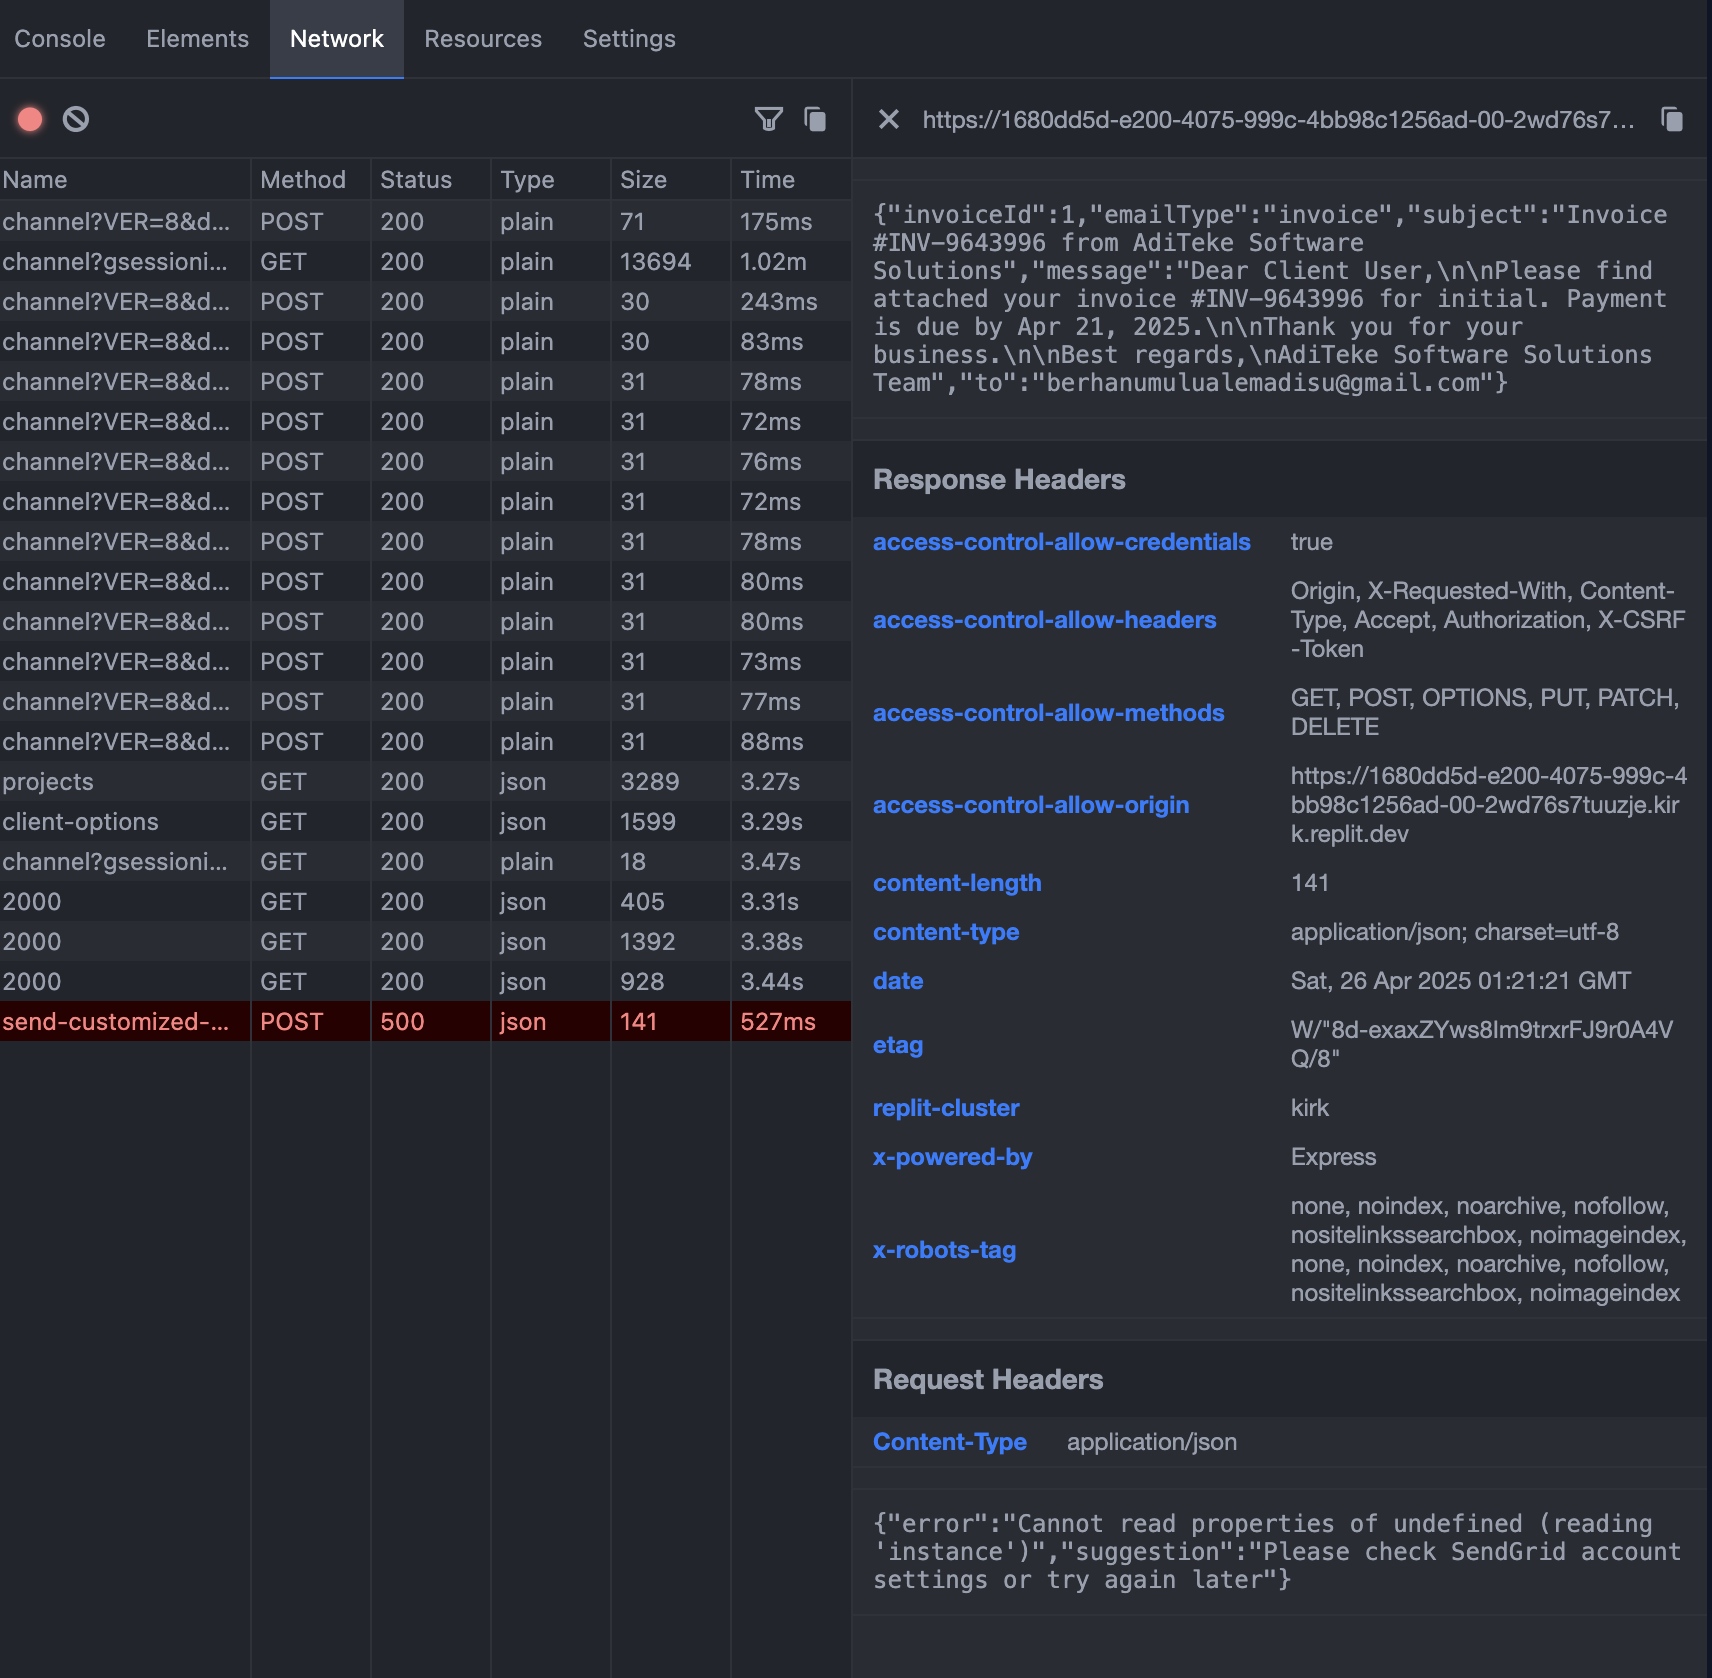 Console Elements Network Resources Settings
https://1680dd5d-e200-4075-999c-4bb98c1256ad-00-2wd76s7...
Name Method Status Type Size Time
channel?VER=8&d... POST 200 plain 71 175ms
channel?gsessioni... GET 200 plain 13694 1.02m
channel?VER=8&d... POST 200 plain 30 243ms
channel?VER=8&d... POST 200 plain 30 83ms
channel?VER=8&d... POST 200 plain 31 78ms
channel?VER=8&d... POST 200 plain 31 72ms
channel?VER=8&d... POST 200 plain 31 76ms
channel?VER=8&d... POST 200 plain 31 72ms
channel?VER=8&d... POST 200 plain 31 78ms
channel?VER=8&d... POST 200 plain 31 80ms
channel?VER=8&d... POST 200 plain 31 80ms
channel?VER=8&d... POST 200 plain 31 73ms
channel?VER=8&d... POST 200 plain 31 77ms
channel?VER=8&d... POST 200 plain 31 88ms
projects GET 200 json 3289 3.27s
client-options GET 200 json 1599 3.29s
channel?gsessioni... GET 200 plain 18 3.47s
2000 GET 200 json 405 3.31s
2000 GET 200 json 1392 3.38s
2000 GET 200 json 928 3.44s
send-customized-... POST 500 json 141 527ms
{"invoiceId":1,"emailType":"invoice","subject":"Invoice
#INV-9643996 from AdiTeke Software
Solutions","message":"Dear Client User,\n\nPlease find
attached your invoice #INV-9643996 for initial. Payment
is due by Apr 21, 2025.\n\nThank you for your
business.\n\nBest regards,\nAdiTeke Software Solutions
Team","to":"berhanumulualemadisu@gmail.com"}
Response Headers
access-control-allow-credentials true
access-control-allow-headers Origin, X-Requested-With, Content-
Type, Accept, Authorization, X-CSRF
-Token
access-control-allow-methods GET, POST, OPTIONS, PUT, PATCH,
DELETE
access-control-allow-origin https://1680dd5d-e200-4075-999c-4
bb98c1256ad-00-2wd76s7tuuzje.kir
k.replit.dev
content-length 141
content-type application/json; charset=utf-8
date Sat, 26 Apr 2025 01:21:21 GMT
etag W/"8d-exaxZYws8Im9trxrFJ9r0A4V
Q/8"
replit-cluster kirk
x-powered-by Express
x-robots-tag none, noindex, noarchive, nofollow,
nositelinkssearchbox, noimageindex,
none, noindex, noarchive, nofollow,
nositelinkssearchbox, noimageindex
Request Headers
Content-Type application/json
{"error":"Cannot read properties of undefined (reading
'instance')","suggestion":"Please check SendGrid account
settings or try again later"}